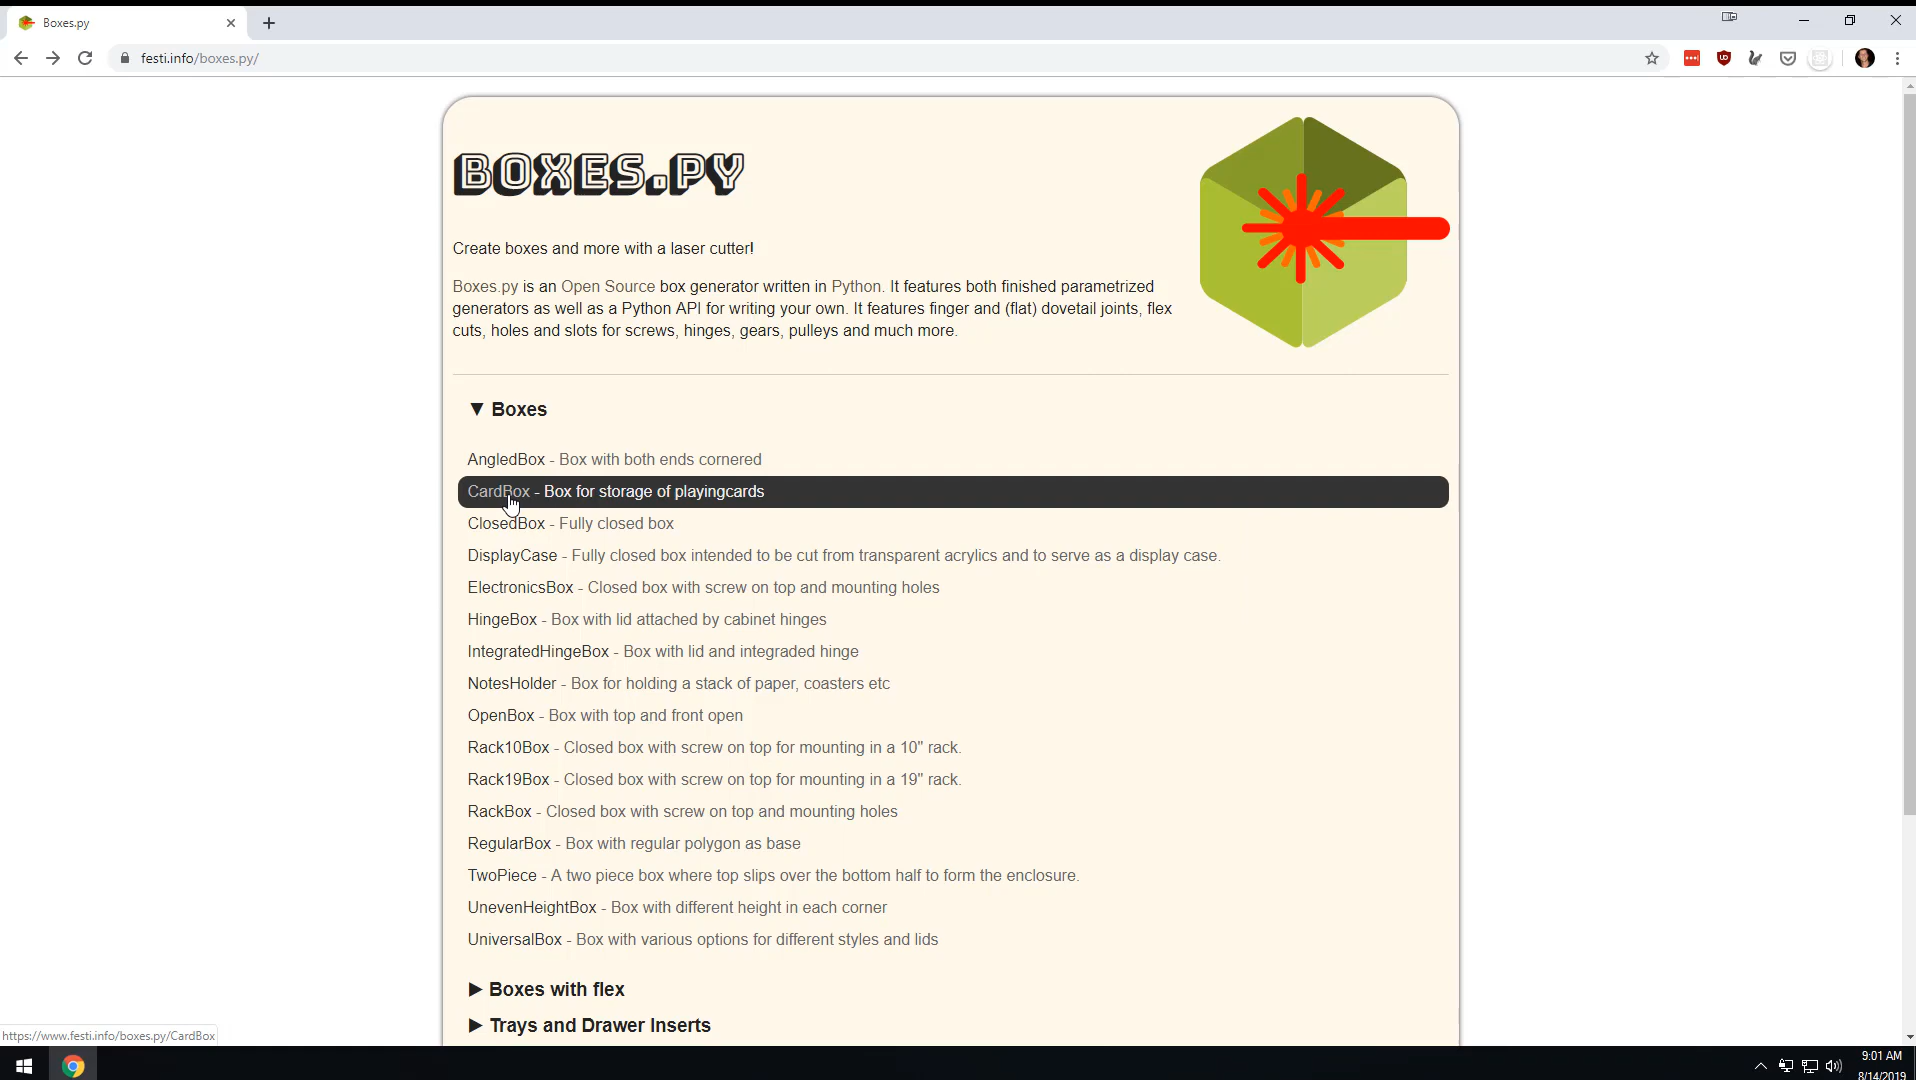 Boxes.py
festi.info/boxes.py/
BOXES.PY
Create boxes and more with a laser cutter!
Boxes.py is an Open Source box generator written in Python. It features both finished parametrized
generators as well as a Python API for writing your own. It features finger and (flat) dovetail joints, flex
cuts, holes and slots for screws, hinges, gears, pulleys and much more.
▼ Boxes
AngledBox - Box with both ends cornered
CardBox - Box for storage of playingcards
ClosedBox - Fully closed box
DisplayCase - Fully closed box intended to be cut from transparent acrylics and to serve as a display case.
ElectronicsBox - Closed box with screw on top and mounting holes
HingeBox - Box with lid attached by cabinet hinges
IntegratedHingeBox - Box with lid and integraded hinge
NotesHolder - Box for holding a stack of paper, coasters etc
OpenBox - Box with top and front open
Rack10Box - Closed box with screw on top for mounting in a 10" rack.
Rack19Box - Closed box with screw on top for mounting in a 19" rack.
RackBox - Closed box with screw on top and mounting holes
RegularBox - Box with regular polygon as base
TwoPiece - A two piece box where top slips over the bottom half to form the enclosure.
UnevenHeightBox - Box with different height in each corner
UniversalBox - Box with various options for different styles and lids
▶ Boxes with flex
▶ Trays and Drawer Inserts
https://www.festi.info/boxes.py/CardBox
9:01 AM
8/14/2019